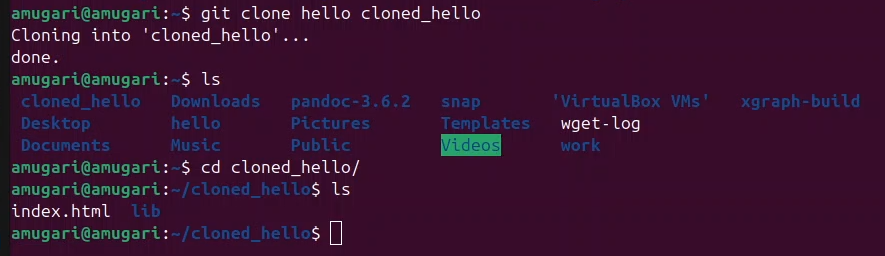 amugari@amugari:~$ git clone hello cloned_hello
Cloning into 'cloned_hello'...
done.
amugari@amugari:~$ ls
cloned_hello Downloads pandoc-3.6.2 snap 'VirtualBox VMs' xgraph-build
Desktop hello Pictures Templates wget-log
Documents Music Public Videos work
amugari@amugari:~$ cd cloned_hello/
amugari@amugari:~/cloned_hello$ ls
index.html lib
amugari@amugari:~/cloned_hello$